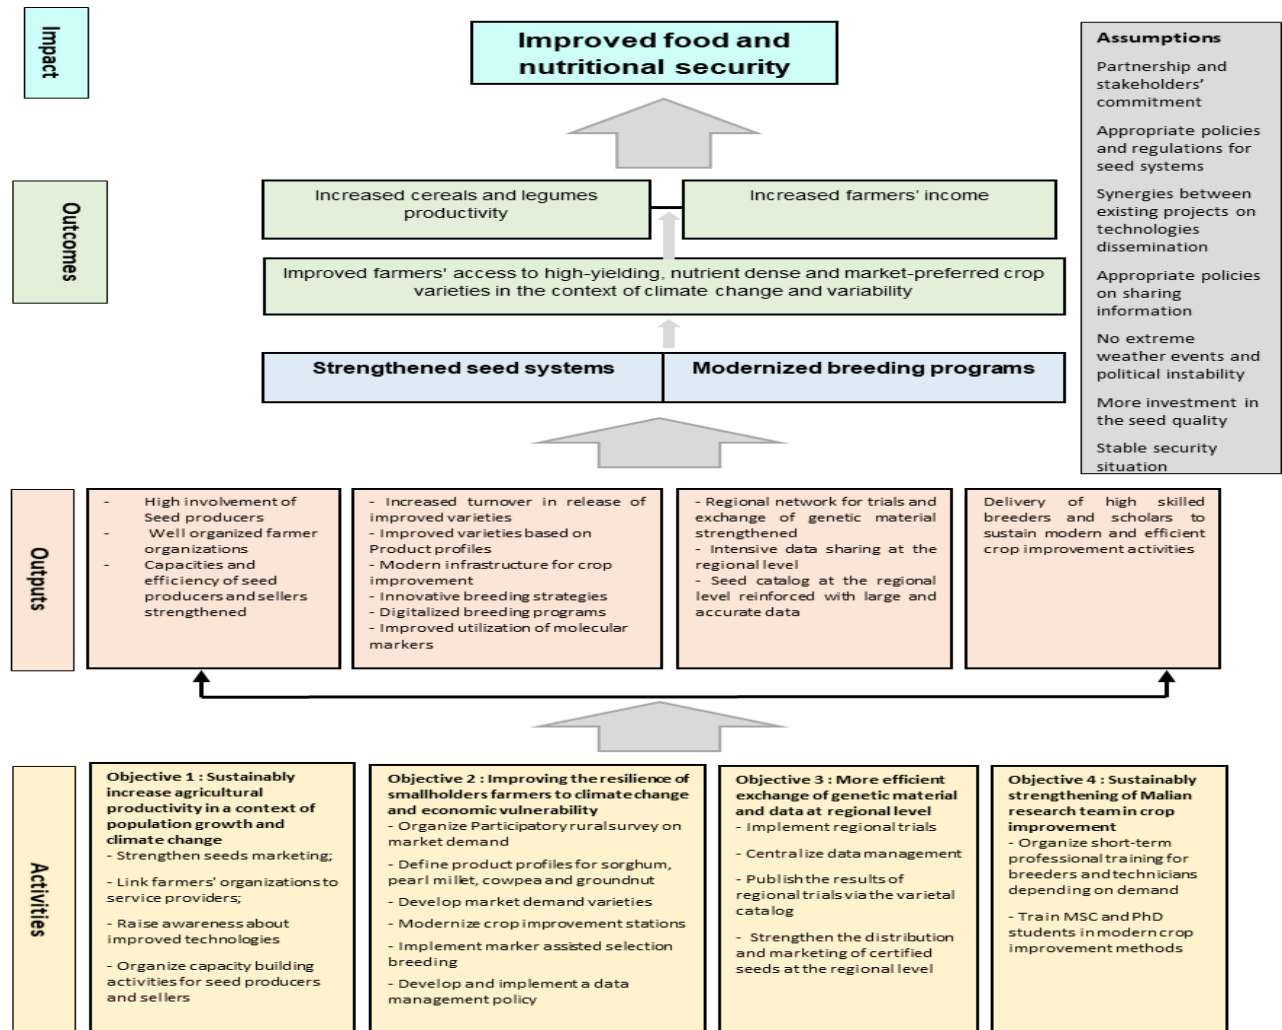 Impact
Improved food and
nutritional security
Assumptions
Partnership and
stakeholders’
commitment
Appropriate policies
and regulations for
seed systems
Synergies between
existing projects on
technologies
dissemination
Appropriate policies
on sharing
information
No extreme
weather events and
political instability
More investment in
the seed quality
Stable security
situation
Outcomes
Increased cereals and legumes
productivity
Increased farmers’ income
Improved farmers’ access to high-yielding, nutrient dense and market-preferred crop
varieties in the context of climate change and variability
Strengthened seed systems
Modernized breeding programs
Outputs
- High involvement of
Seed producers
- Well organized farmer
organizations
- Capacities and
efficiency of seed
producers and sellers
strengthened
- Increased turnover in release of
improved varieties
- Improved varieties based on
Product profiles
- Modern infrastructure for crop
improvement
- Innovative breeding strategies
- Digitalized breeding programs
- Improved utilization of molecular
markers
- Regional network for trials and
exchange of genetic material
strengthened
- Intensive data sharing at the
regional level
- Seed catalog at the regional
level reinforced with large and
accurate data
Delivery of high skilled
breeders and scholars to
sustain modern and efficient
crop improvement activities
Activities
Objective 1 : Sustainably
increase agricultural
productivity in a context of
population growth and
climate change
- Strengthen seeds marketing;
- Link farmers’ organizations to
service providers;
- Raise awareness about
improved technologies
- Organize capacity building
activities for seed producers
and sellers
Objective 2 : Improving the resilience of
smallholders farmers to climate change
and economic vulnerability
- Organize Participatory rural survey on
market demand
- Define product profiles for sorghum,
pearl millet, cowpea and groundnut
- Develop market demand varieties
- Modernize crop improvement stations
- Implement marker assisted selection
breeding
- Develop and implement a data
management policy
Objective 3 : More efficient
exchange of genetic material
and data at regional level
- Implement regional trials
- Centralize data management
- Publish the results of
regional trials via the varietal
catalog
- Strengthen the distribution
and marketing of certified
seeds at the regional level
Objective 4 : Sustainably
strengthening of Malian
research team in crop
improvement
- Organize short-term
professional training for
breeders and technicians
depending on demand
- Train MSC and PhD
students in modern crop
improvement methods